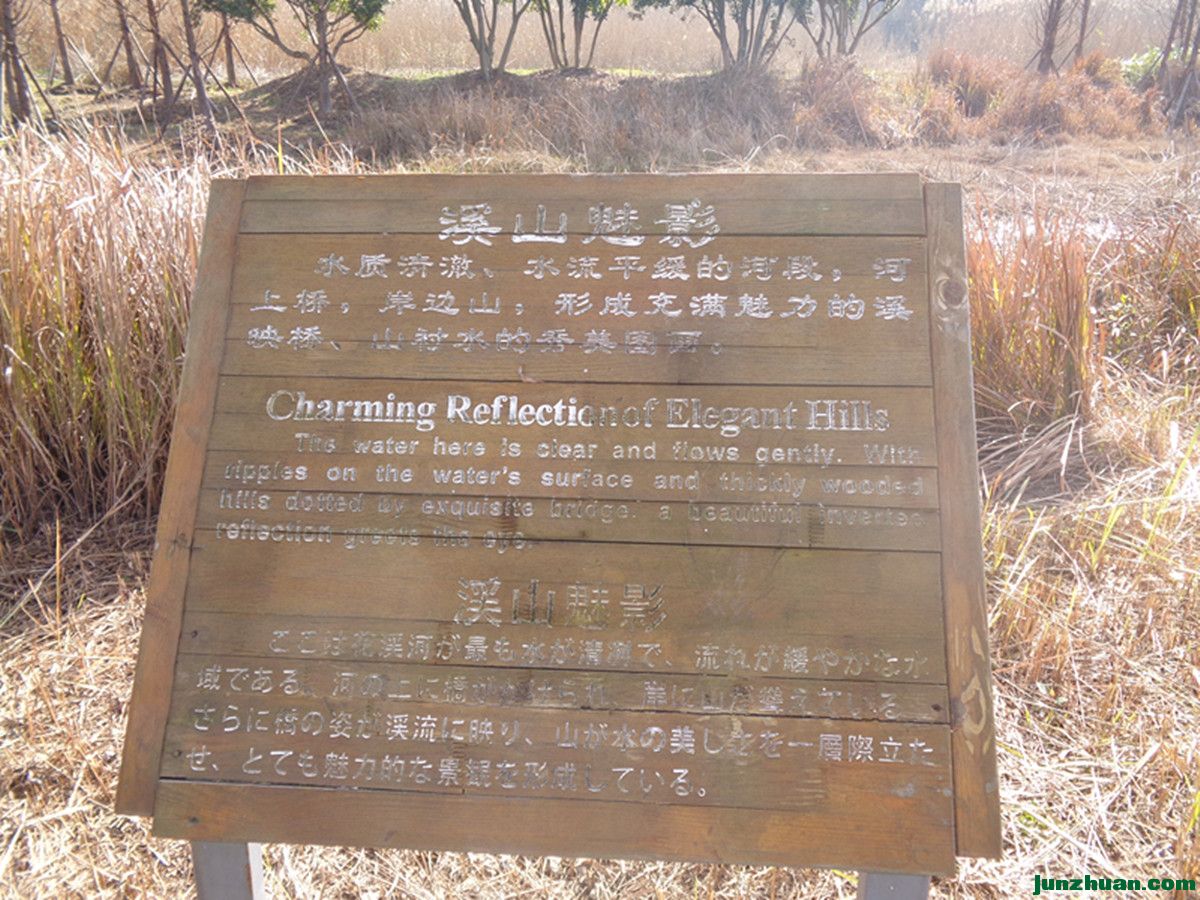 溪山魅影
水质清澈、水流平缓的河段，河
上桥，岸边山，形成充满魅力的溪
映桥、山衬水的秀美图画。
Charming Reflection of Elegant Hills
The water here is clear and flows gently. With
ripples on the water's surface and thickly wooded
hills dotted by exquisite bridge, a beautiful inverted
reflection greets the eye.
溪山魅影
ここは花渓河が最も水が清冽で、流れが緩やかな水
域である。河の上に橋が架けられ、岸に山が聳えている。
さらに橋の姿が渓流に映り、山が水の美しさを一層際立た
せ、とても魅力的な景観を形成している。
junzhuan.com